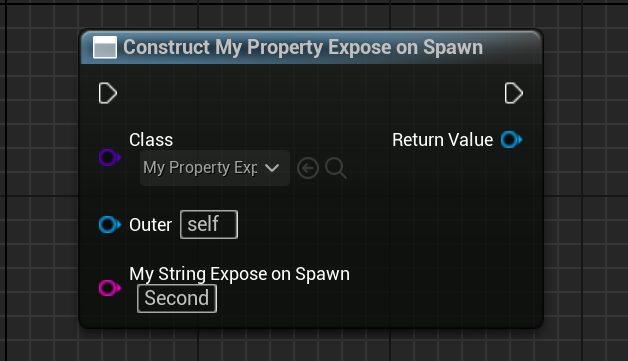 Construct My Property Expose on Spawn
Class
Return Value
My Property Exp
Outer
self
My String Expose on Spawn
Second